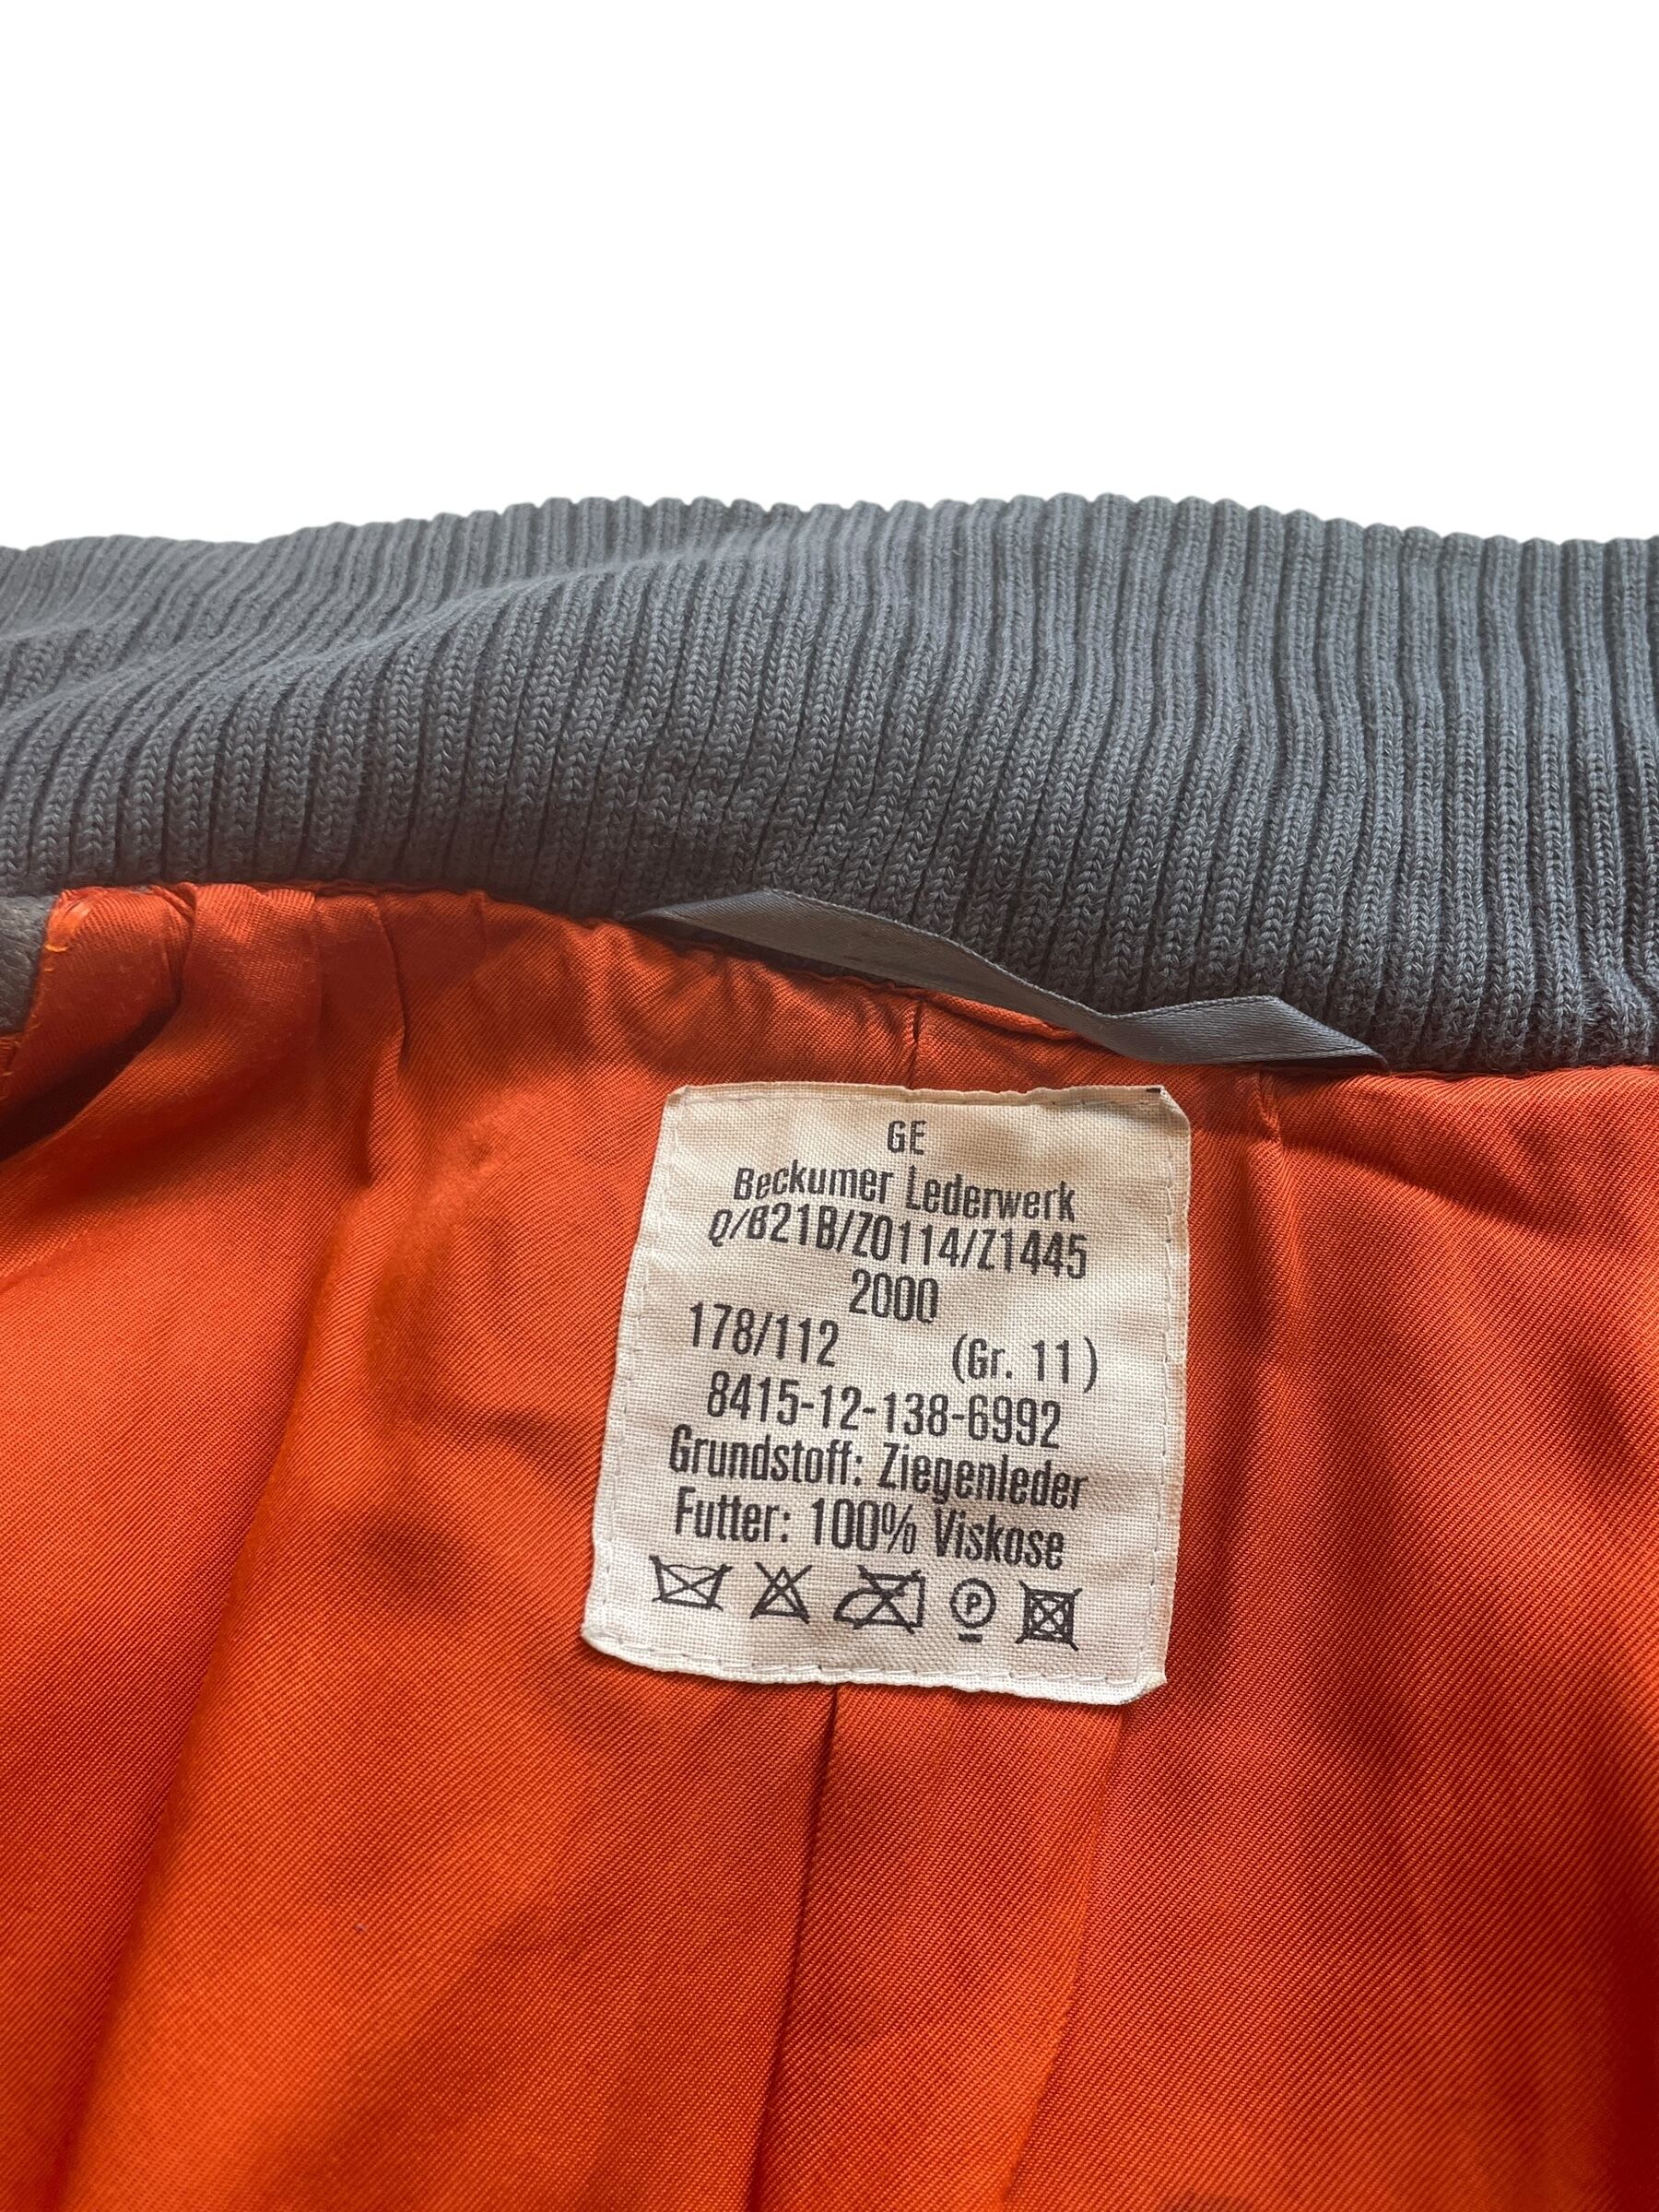 GE
Beckumer Lederwerk
Q/B21B/Z0114/Z1445
2000
178/112 (Gr. 11)
8415-12-138-6992
Grundstoff: Ziegenleder
Futter: 100% Viskose
P